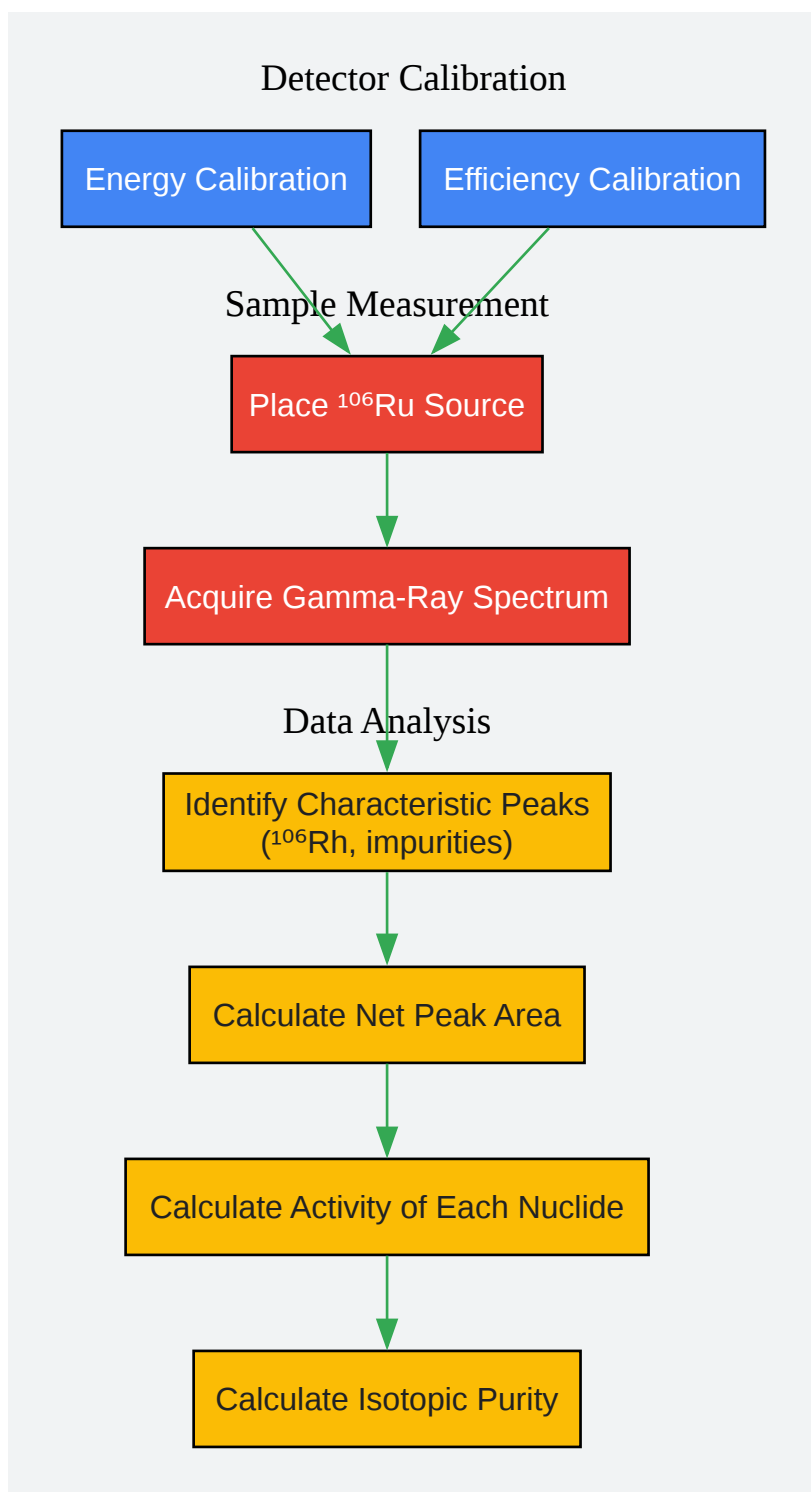 Detector Calibration
Energy Calibration
Efficiency Calibration
Sample Measurement
Place ¹⁰⁶Ru Source
Acquire Gamma-Ray Spectrum
Data Analysis
Identify Characteristic Peaks
(¹⁰⁶Rh, impurities)
Calculate Net Peak Area
Calculate Activity of Each Nuclide
Calculate Isotopic Purity